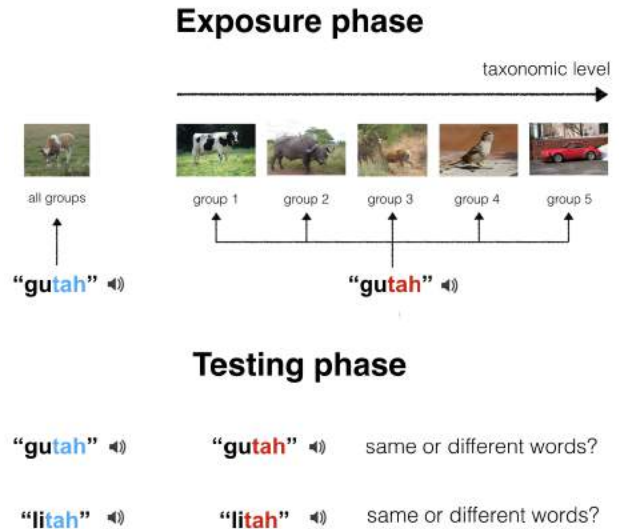 Exposure phase
taxonomic level
all groups
group 1 group 2 group 3 group 4 group 5
“gutah” “gutah”
Testing phase
“gutah” “gutah” same or different words?
“litah” “litah” same or different words?